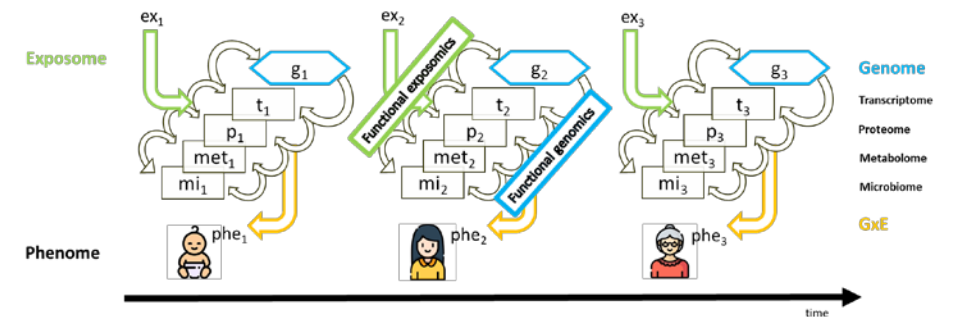 ex₁
ex₂
ex₃
Exposome
Functional exposomics
g₁
g₂
g₃
Genome
t₁
t₂
t₃
Transcriptome
p₁
p₂
p₃
Proteome
met₁
met₂
met₃
Metabolome
mi₁
mi₂
mi₃
Microbiome
Functional genomics
GxE
Phenome
phe₁
phe₂
phe₃
time